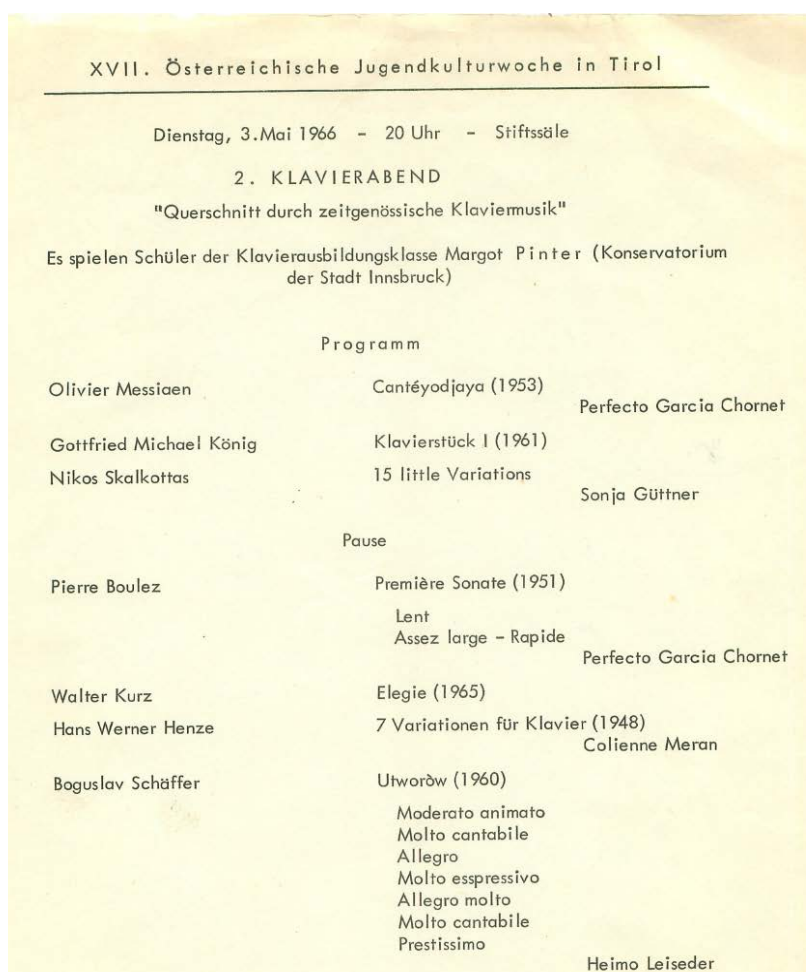 XVII. Österreichische Jugendkulturwoche in Tirol
Dienstag, 3.Mai 1966 - 20 Uhr - Stiftssäle
2. KLAVIERABEND
"Querschnitt durch zeitgenössische Klaviermusik"
Es spielen Schüler der Klavierausbildungsklasse Margot Pinter (Konservatorium
der Stadt Innsbruck)
Programm
Olivier Messiaen Cantéyodjaya (1953)
Perfecto Garcia Chornet
Gottfried Michael König Klavierstück I (1961)
Nikos Skalkottas 15 little Variations
Sonja Güttner
Pause
Pierre Boulez Première Sonate (1951)
Lent
Assez large - Rapide
Perfecto Garcia Chornet
Walter Kurz Elegie (1965)
Hans Werner Henze 7 Variationen für Klavier (1948)
Colienne Meran
Boguslav Schäffer Utworòw (1960)
Moderato animato
Molto cantabile
Allegro
Molto esspressivo
Allegro molto
Molto cantabile
Prestissimo
Heimo Leiseder